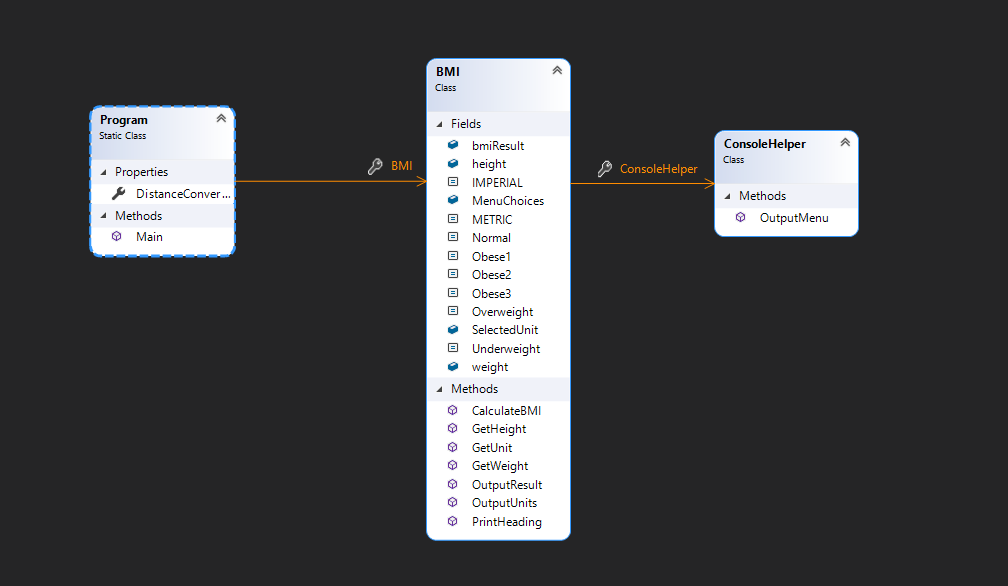 Program
Static Class
Properties
DistanceConver...
Methods
Main
BMI
BMI
Class
Fields
bmiResult
height
IMPERIAL
MenuChoices
METRIC
Normal
Obese1
Obese2
Obese3
Overweight
SelectedUnit
Underweight
weight
Methods
CalculateBMI
GetHeight
GetUnit
GetWeight
OutputResult
OutputUnits
PrintHeading
ConsoleHelper
ConsoleHelper
Class
Methods
OutputMenu